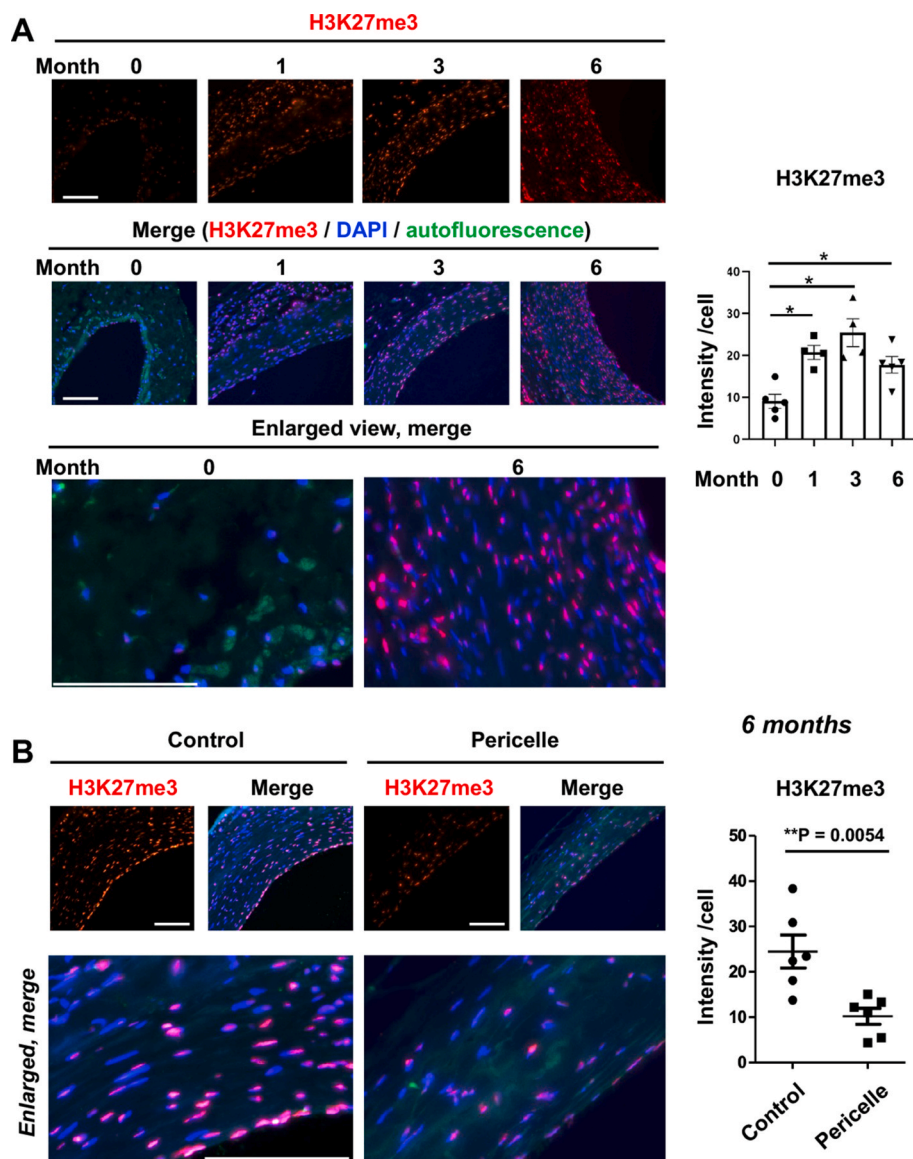 A
H3K27me3
Month 0 1 3 6
Merge (H3K27me3 / DAPI / autofluorescence)
Month 0 1 3 6
Enlarged view, merge
Month 0 6
H3K27me3
40
30
20
10
0
Intensity /cell
*
*
*
Month 0 1 3 6
B
Control Pericelle
H3K27me3 Merge H3K27me3 Merge
Enlarged, merge
6 months
H3K27me3
**P = 0.0054
50
40
30
20
10
0
Intensity /cell
Control
Pericelle